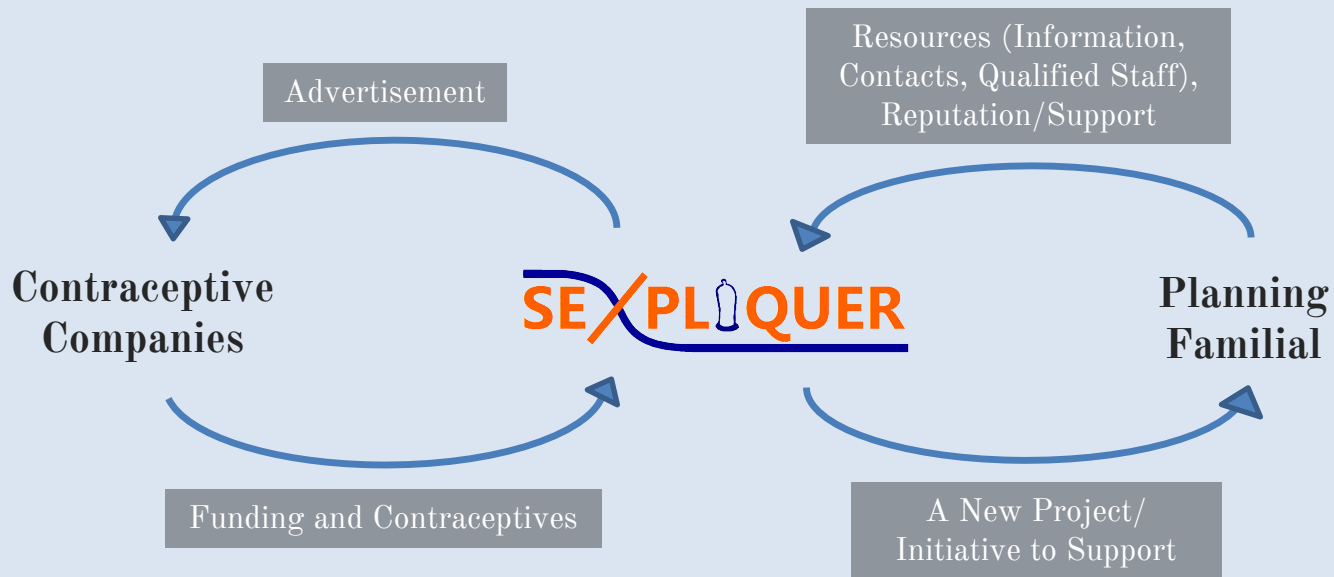 Advertisement
Resources (Information,
Contacts, Qualified Staff),
Reputation/Support
Contraceptive
Companies
SEXPLIQUER
Planning
Familial
Funding and Contraceptives
A New Project/
Initiative to Support